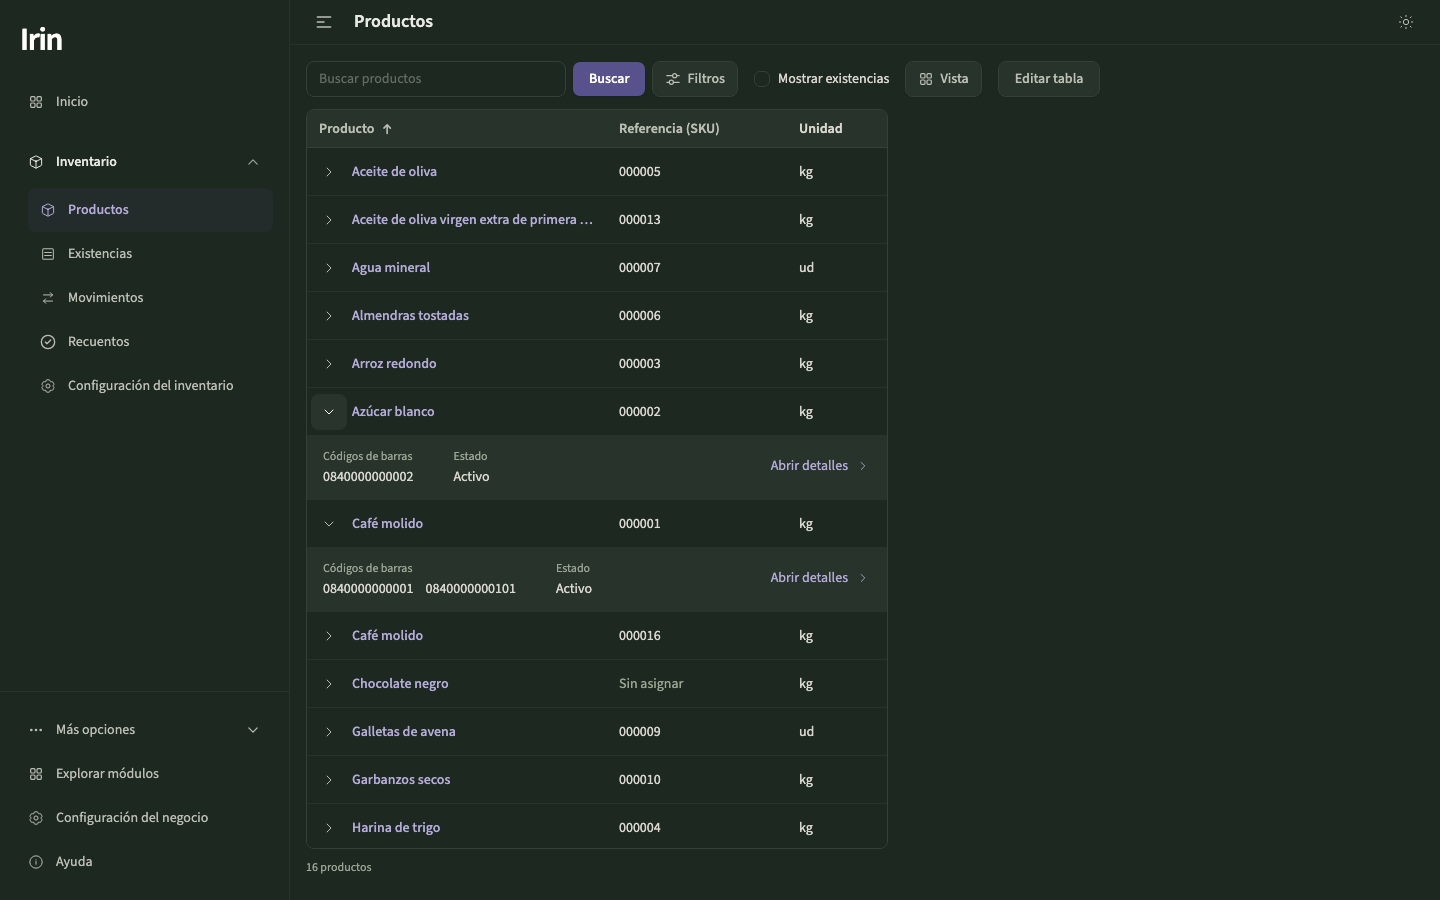 Irin
Productos
Inicio
Inventario
Productos
Existencias
Movimientos
Recuentos
Configuración del inventario
Más opciones
Explorar módulos
Configuración del negocio
Ayuda
Buscar productos Buscar Filtros Mostrar existencias Vista Editar tabla
Producto Referencia (SKU) Unidad
Aceite de oliva 000005 kg
Aceite de oliva virgen extra de primera ... 000013 kg
Agua mineral 000007 ud
Almendras tostadas 000006 kg
Arroz redondo 000003 kg
Azúcar blanco 000002 kg
Códigos de barras Estado
0840000000002 Activo Abrir detalles
Café molido 000001 kg
Códigos de barras Estado
0840000000001 0840000000101 Activo Abrir detalles
Café molido 000016 kg
Chocolate negro Sin asignar kg
Galletas de avena 000009 ud
Garbanzos secos 000010 kg
Harina de trigo 000004 kg
16 productos